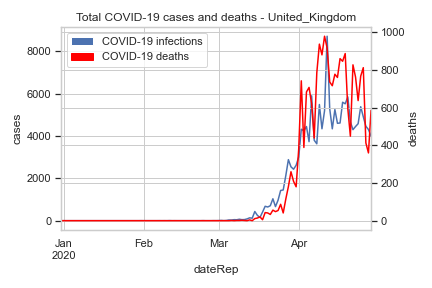 Total COVID-19 cases and deaths - United_Kingdom
COVID-19 infections
COVID-19 deaths
cases
8000
6000
4000
2000
0
deaths
1000
800
600
400
200
0
Jan
2020
Feb
Mar
Apr
dateRep